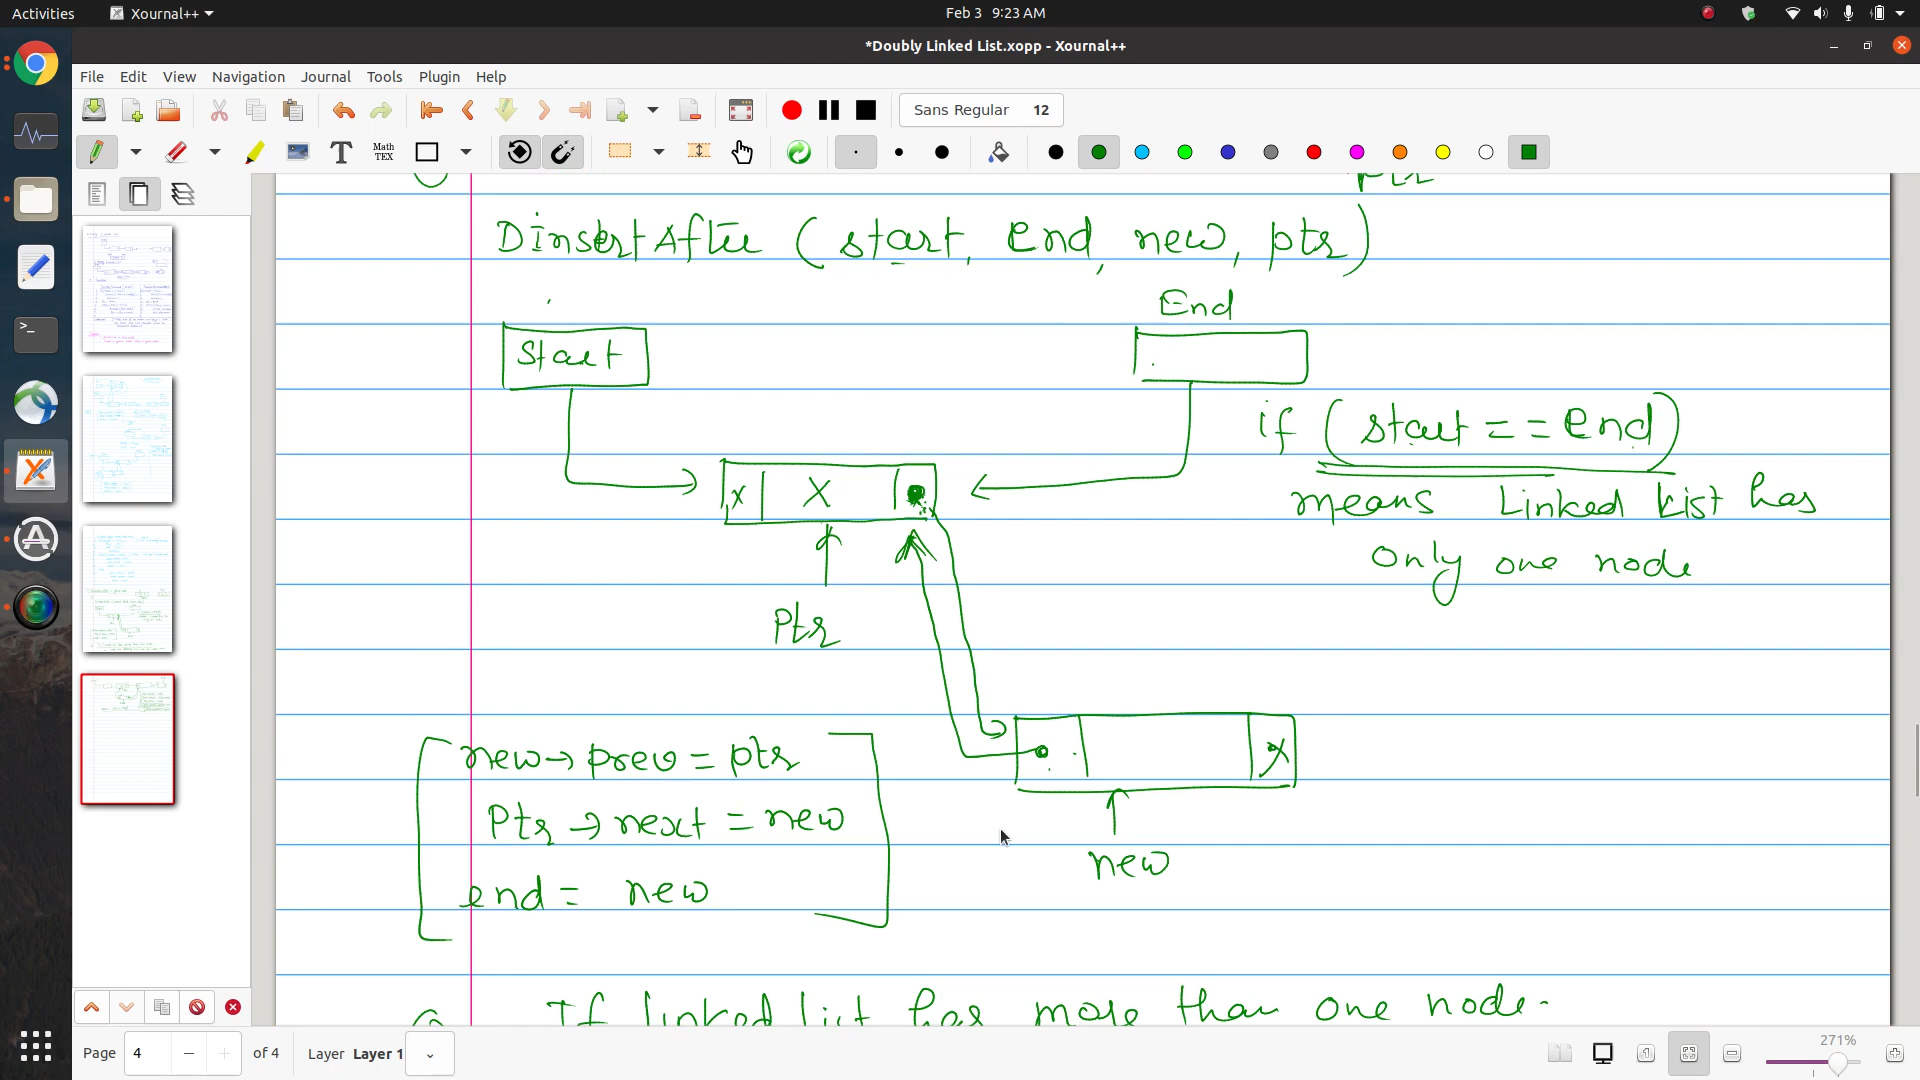 Activities Xournal++ Feb 3 9:23 AM
*Doubly Linked List.xopp - Xournal++
File Edit View Navigation Journal Tools Plugin Help
Sans Regular 12
T Math TEX
ptr
DinsertAfter (start, end, new, ptr)
End
Start
if (start == end)
x X
means Linked List has
only one node
Ptr
new → prev = ptr
X
Ptr → next = new
new
end = new
If linked list has more than one node.
Page 4 of 4 Layer Layer 1 271%